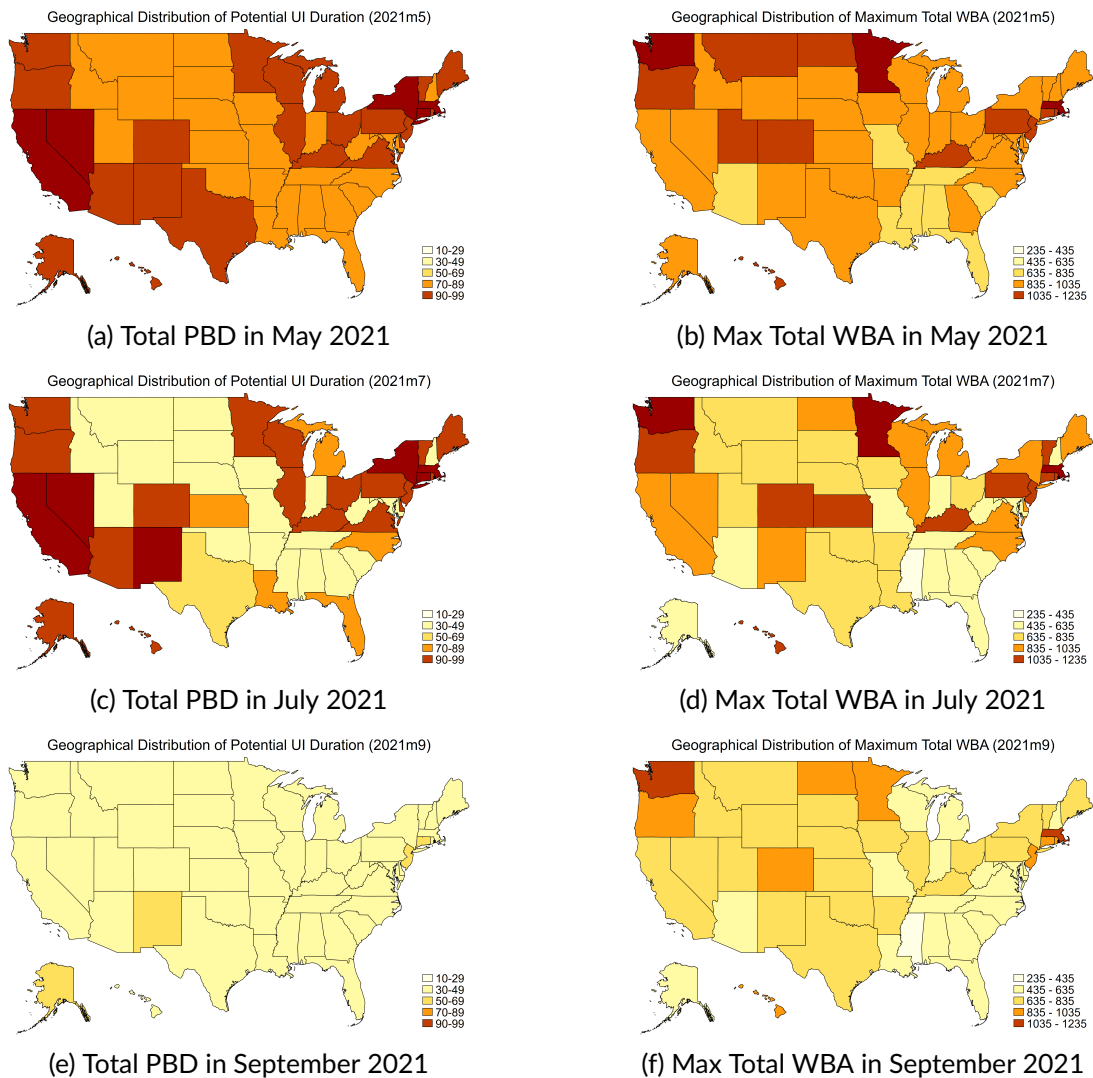 Geographical Distribution of Potential UI Duration (2021m5)
10-29
30-49
50-69
70-89
90-99
(a) Total PBD in May 2021
Geographical Distribution of Maximum Total WBA (2021m5)
235 - 435
435 - 635
635 - 835
835 - 1035
1035 - 1235
(b) Max Total WBA in May 2021
Geographical Distribution of Potential UI Duration (2021m7)
10-29
30-49
50-69
70-89
90-99
(c) Total PBD in July 2021
Geographical Distribution of Maximum Total WBA (2021m7)
235 - 435
435 - 635
635 - 835
835 - 1035
1035 - 1235
(d) Max Total WBA in July 2021
Geographical Distribution of Potential UI Duration (2021m9)
10-29
30-49
50-69
70-89
90-99
(e) Total PBD in September 2021
Geographical Distribution of Maximum Total WBA (2021m9)
235 - 435
435 - 635
635 - 835
835 - 1035
1035 - 1235
(f) Max Total WBA in September 2021